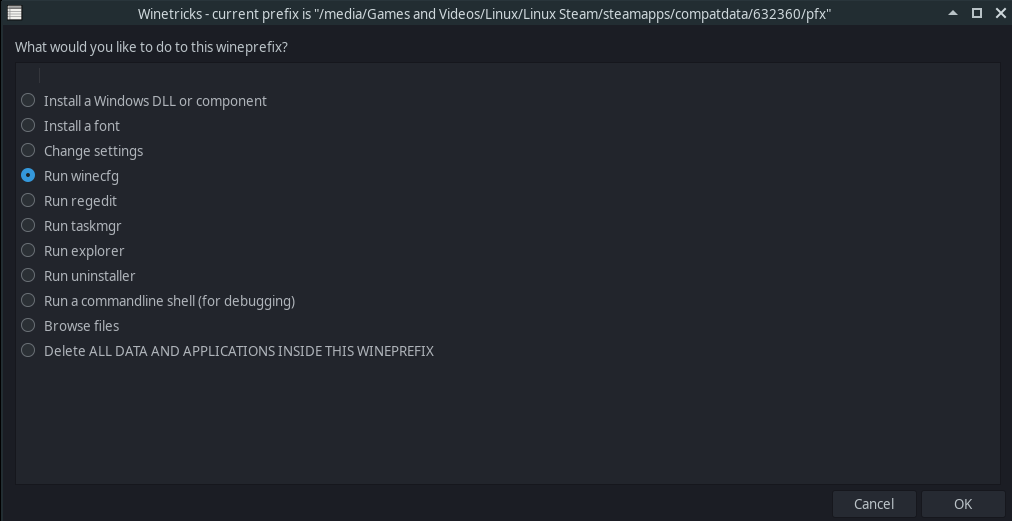 Winetricks - current prefix is "/media/Games and Videos/Linux/Linux Steam/steamapps/compatdata/632360/pfx"
What would you like to do to this wineprefix?
Install a Windows DLL or component
Install a font
Change settings
Run winecfg
Run regedit
Run taskmgr
Run explorer
Run uninstaller
Run a commandline shell (for debugging)
Browse files
Delete ALL DATA AND APPLICATIONS INSIDE THIS WINEPREFIX
Cancel
OK